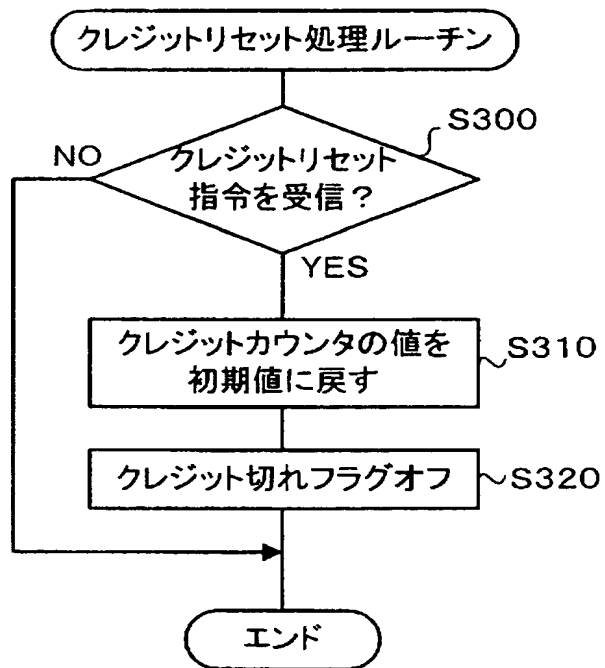 クレジットリセット処理ルーチン
S300
NO
クレジットリセット
指令を受信？
YES
クレジットカウンタの値を
初期値に戻す
S310
クレジット切れフラグオフ
S320
エンド